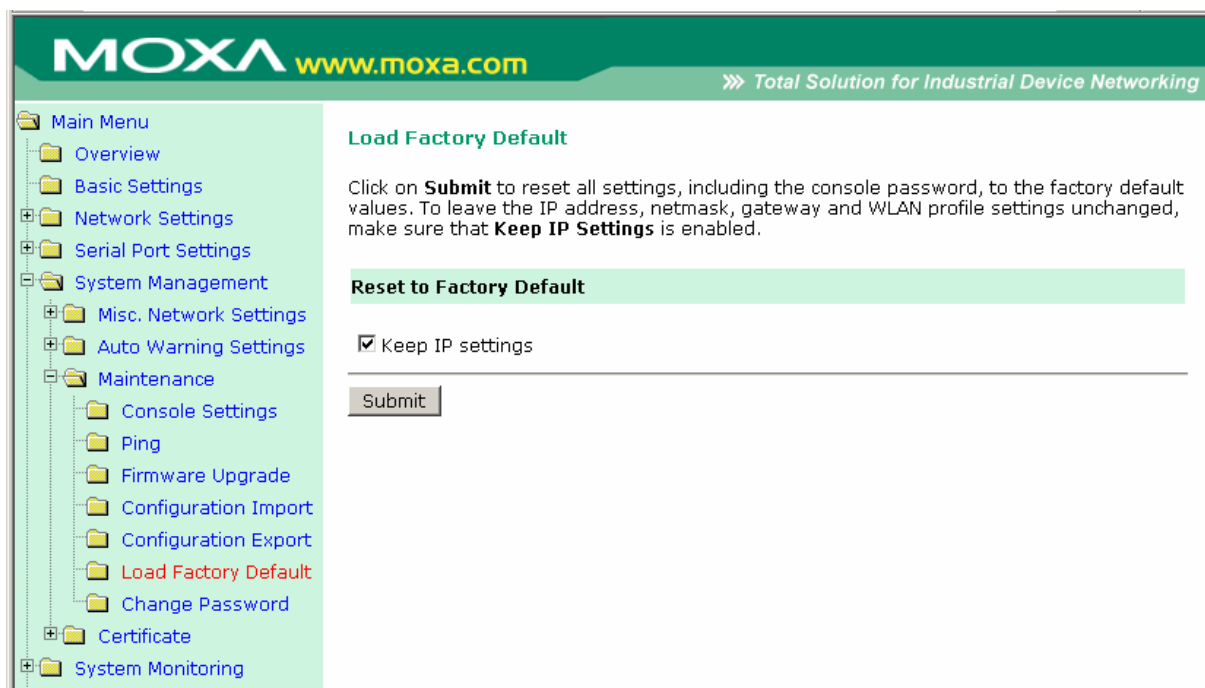 MOXA www.moxa.com
Total Solution for Industrial Device Networking
Main Menu
Overview
Basic Settings
Network Settings
Serial Port Settings
System Management
Misc. Network Settings
Auto Warning Settings
Maintenance
Console Settings
Ping
Firmware Upgrade
Configuration Import
Configuration Export
Load Factory Default
Change Password
Certificate
System Monitoring
Load Factory Default
Click on Submit to reset all settings, including the console password, to the factory default
values. To leave the IP address, netmask, gateway and WLAN profile settings unchanged,
make sure that Keep IP Settings is enabled.
Reset to Factory Default
Keep IP settings
Submit